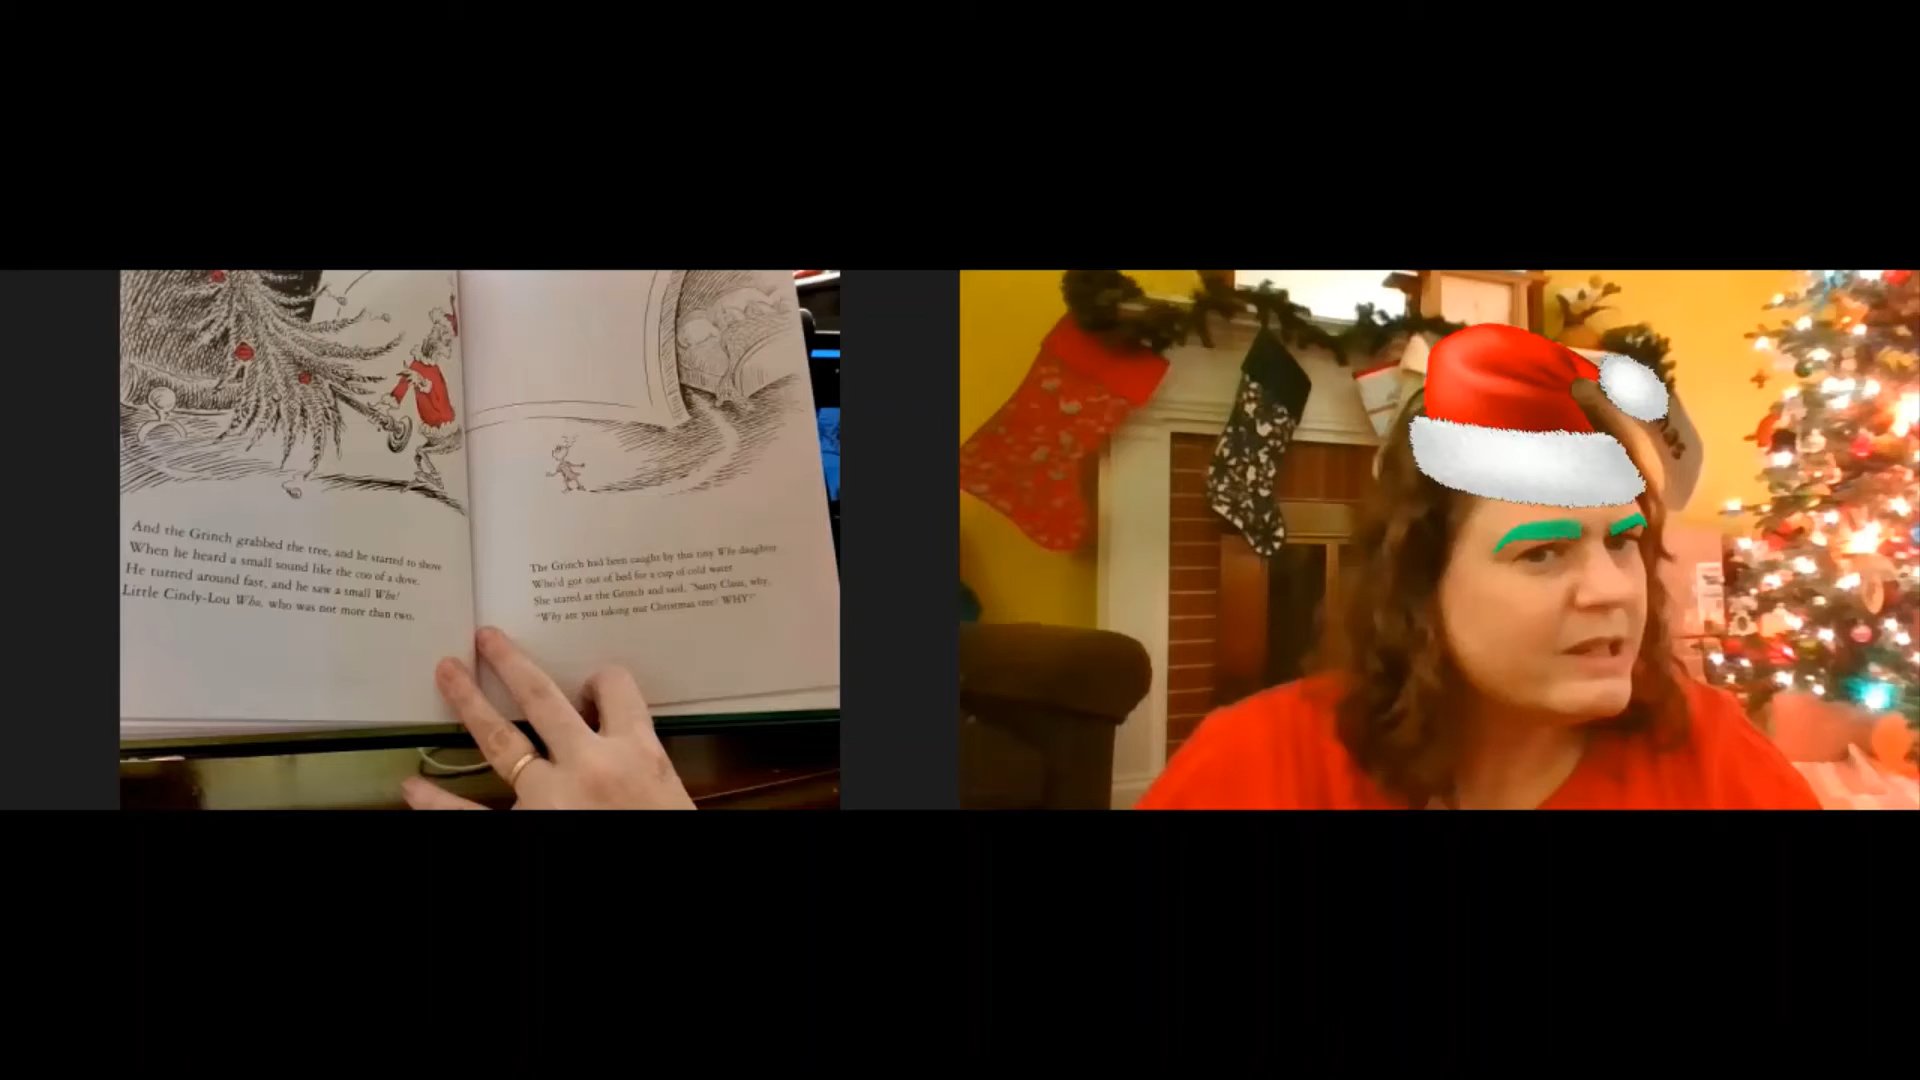 And the Grinch grabbed the tree, and he started to shove
When he heard a small sound like the coo of a dove.
He turned around fast, and he saw a small Who!
Little Cindy-Lou Who, who was not more than two.
The Grinch had been caught by this tiny Who daughter
Who'd got out of bed for a cup of cold water.
She stared at the Grinch and said, "Santy Claus, why,
"Why are you taking our Christmas tree? WHY?"